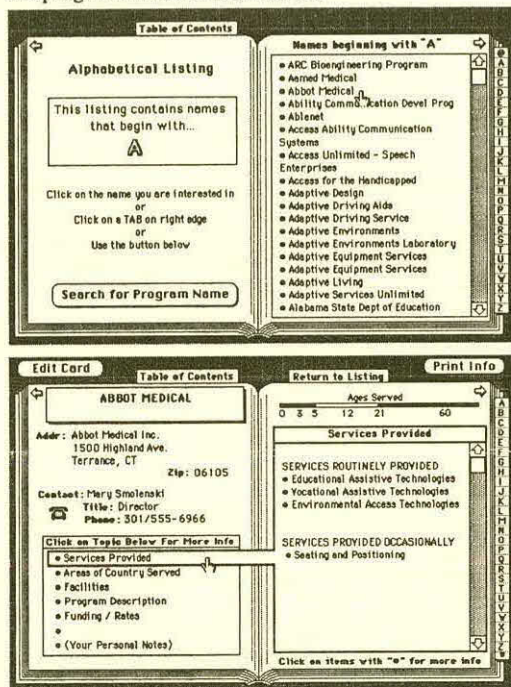 Table of Contents
Alphabetical Listing
This listing contains names
that begin with...
A
Click on the name you are interested in
or
Click on a TAB on right edge
or
Use the button below
Search for Program Name
Names beginning with "A"
• ARC Bioengineering Program
• Aamed Medical
• Abbot Medical
• Ability Commu..ication Devel Prog
• Ablenet
• Access Ability Communication
Systems
• Access Unlimited - Speech
Enterprises
• Access for the Handicapped
• Adaptive Design
• Adaptive Driving Aids
• Adaptive Driving Service
• Adaptive Environments
• Adaptive Environments Laboratory
• Adaptive Equipment Services
• Adaptive Equipment Services
• Adaptive Living
• Adaptive Services Unlimited
• Alabama State Dept of Education
A
B
C
D
E
F
G
H
I
J
K
L
M
N
O
P
Q
R
S
T
U
V
W
X
Y
Z
Edit Card
Table of Contents
ABBOT MEDICAL
Addr: Abbot Medical Inc.
1500 Highland Ave.
Terrance, CT
Zip: 06105
Contact: Mary Smolenski
Title: Director
Phone: 301/555-6966
Click on Topic Below For More Info
• Services Provided
• Areas of Country Served
• Facilities
• Program Description
• Funding / Rates
•
• (Your Personal Notes)
Return to Listing
Print Info
Ages Served
0 3 5 12 21 60
Services Provided
SERVICES ROUTINELY PROVIDED
• Educational Assistive Technologies
• Vocational Assistive Technologies
• Environmental Access Technologies
SERVICES PROVIDED OCCASIONALLY
• Seating and Positioning
Click on items with "•" for more info
A
B
C
D
E
F
G
H
I
J
K
L
M
N
O
P
Q
R
S
T
U
V
W
X
Y
Z